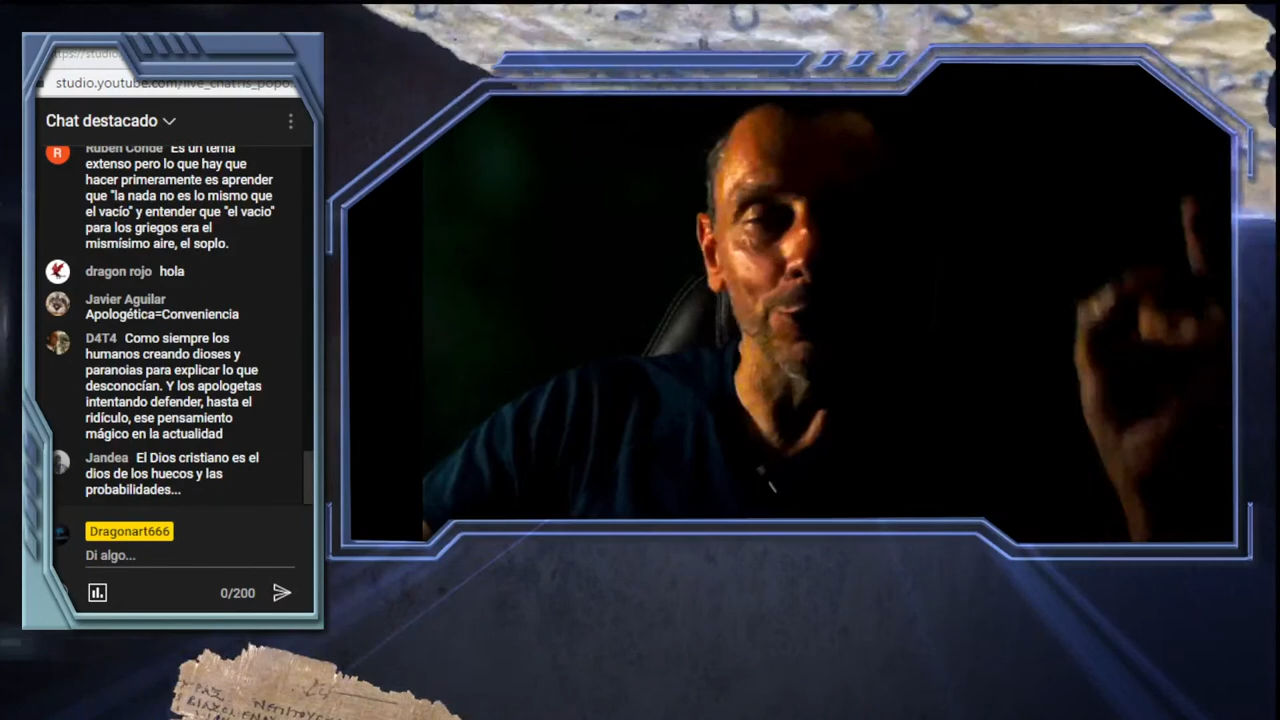 studio.youtube.com/live_chat?is_popo
Chat destacado
Ruben Conde Es un tema
extenso pero lo que hay que
hacer primeramente es aprender
que "la nada no es lo mismo que
el vacío" y entender que "el vacio"
para los griegos era el
mismísimo aire, el soplo.
dragon rojo hola
Javier Aguilar
Apologética=Conveniencia
D4T4 Como siempre los
humanos creando dioses y
paranoias para explicar lo que
desconocían. Y los apologetas
intentando defender, hasta el
ridículo, ese pensamiento
mágico en la actualidad
Jandea El Dios cristiano es el
dios de los huecos y las
probabilidades...
Dragonart666
Di algo...
0/200